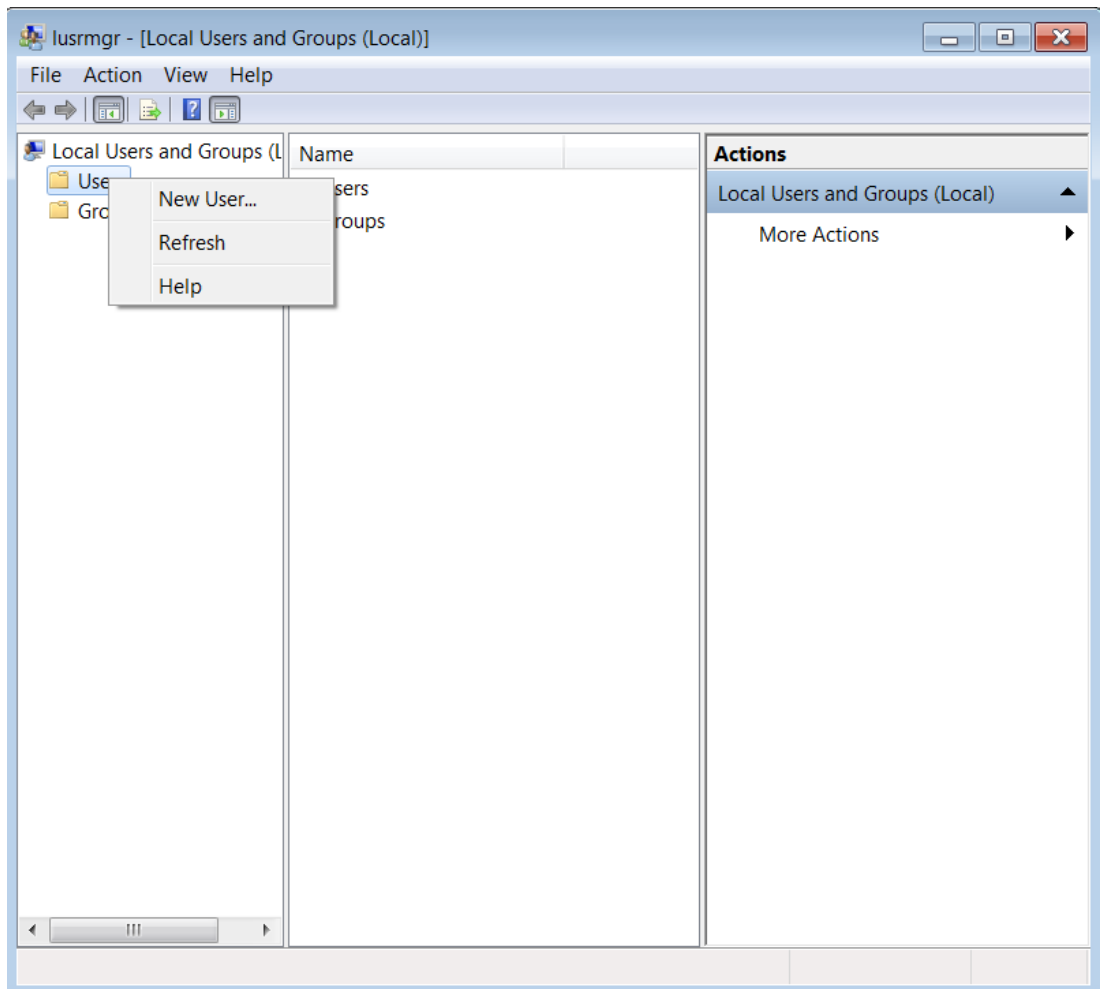 lusrmgr - [Local Users and Groups (Local)]
File Action View Help
Local Users and Groups (L
Name
Actions
Use
sers
New User...
Local Users and Groups (Local)
Gro
roups
More Actions
Refresh
Help